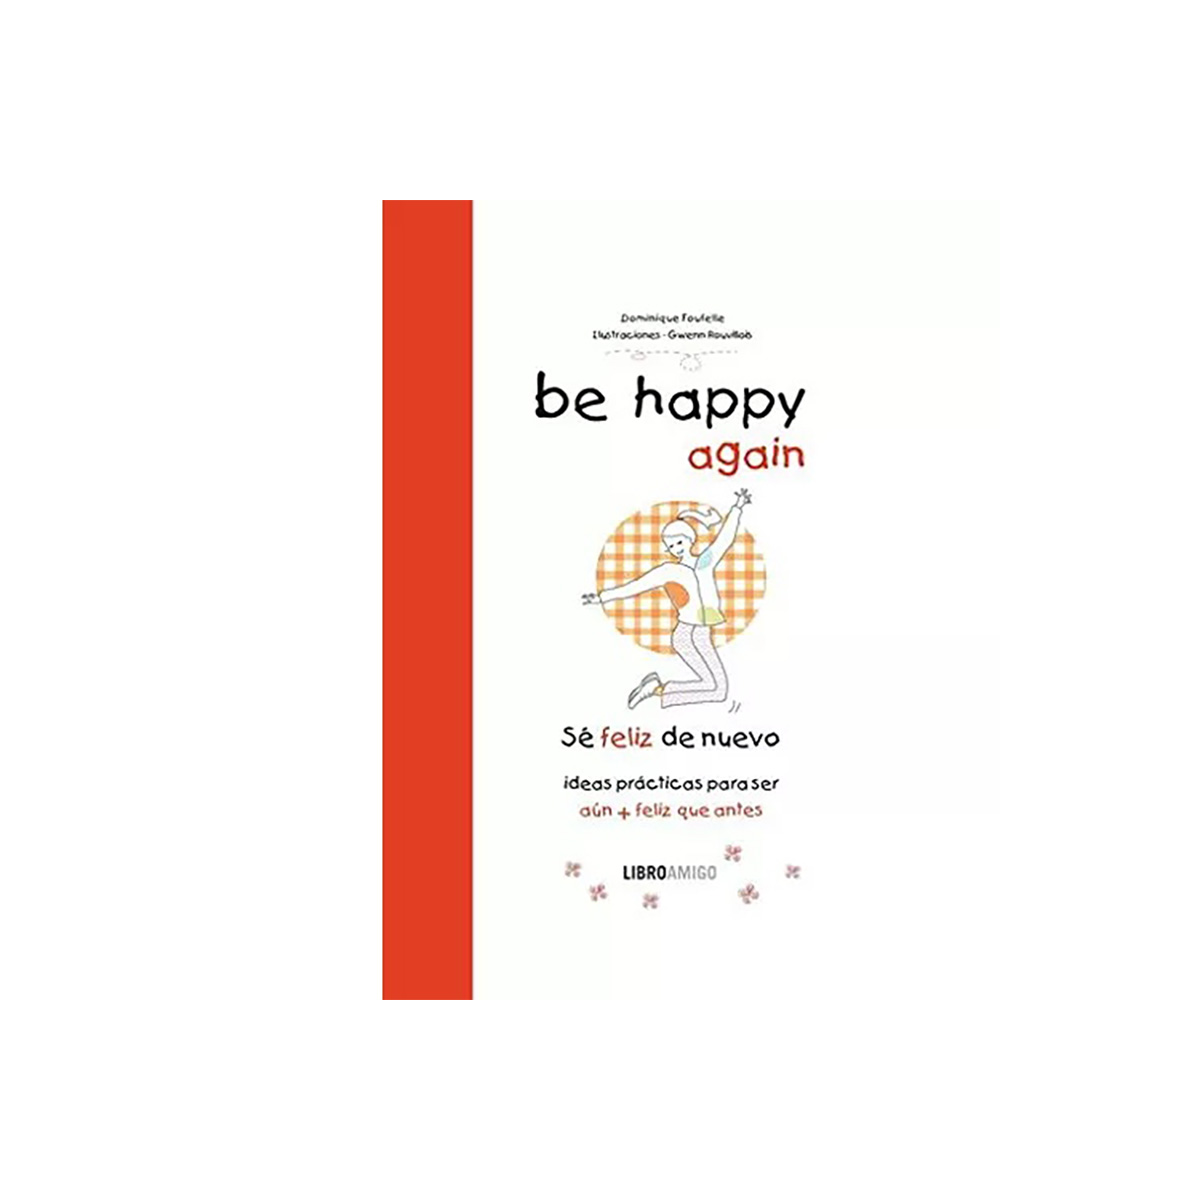 Dominique Foufelle
Ilustraciones - Gwenn Rouvillois
be happy
again
Sé feliz de nuevo
ideas prácticas para ser
aún + feliz que antes
LIBROAMIGO